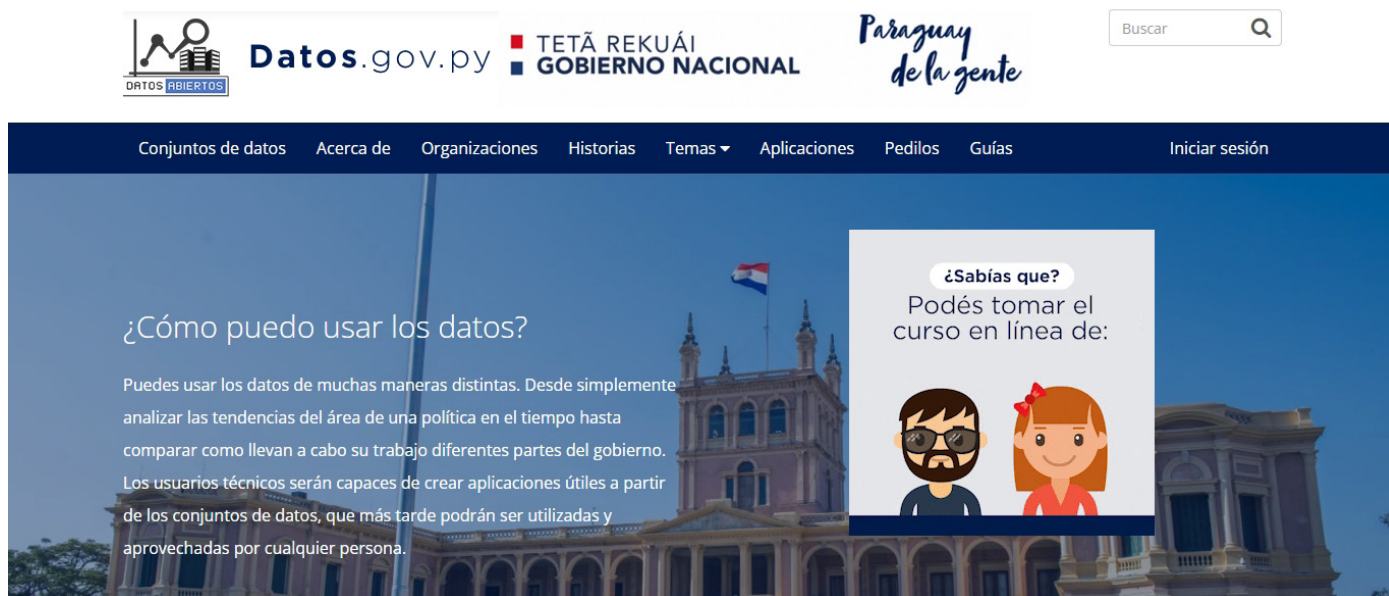 DATOS ABIERTOS
Datos.gov.py
TETÃ REKUÁI
GOBIERNO NACIONAL
Paraguay
de la gente
Buscar
Conjuntos de datos Acerca de Organizaciones Historias Temas Aplicaciones Pedilos Guías Iniciar sesión
¿Cómo puedo usar los datos?
Puedes usar los datos de muchas maneras distintas. Desde simplemente
analizar las tendencias del área de una política en el tiempo hasta
comparar como llevan a cabo su trabajo diferentes partes del gobierno.
Los usuarios técnicos serán capaces de crear aplicaciones útiles a partir
de los conjuntos de datos, que más tarde podrán ser utilizadas y
aprovechadas por cualquier persona.
¿Sabías que?
Podés tomar el
curso en línea de: